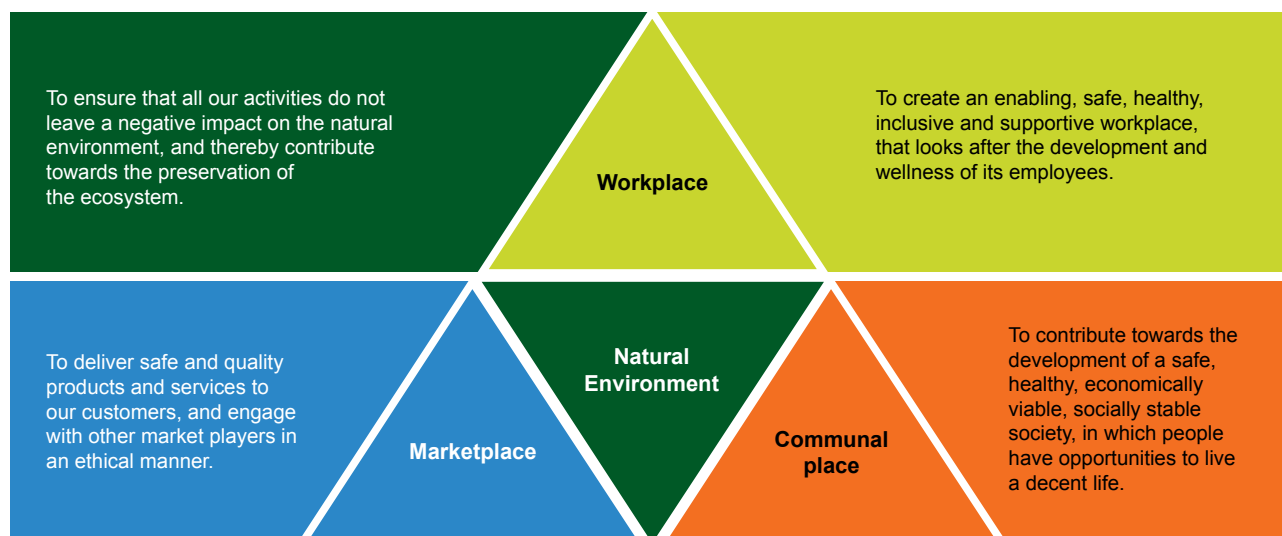 To ensure that all our activities do not
leave a negative impact on the natural
environment, and thereby contribute
towards the preservation of
the ecosystem.
Workplace
To create an enabling, safe, healthy,
inclusive and supportive workplace,
that looks after the development and
wellness of its employees.
To deliver safe and quality
products and services to
our customers, and engage
with other market players in
an ethical manner.
Marketplace
Natural
Environment
Communal
place
To contribute towards the
development of a safe,
healthy, economically
viable, socially stable
society, in which people
have opportunities to live
a decent life.